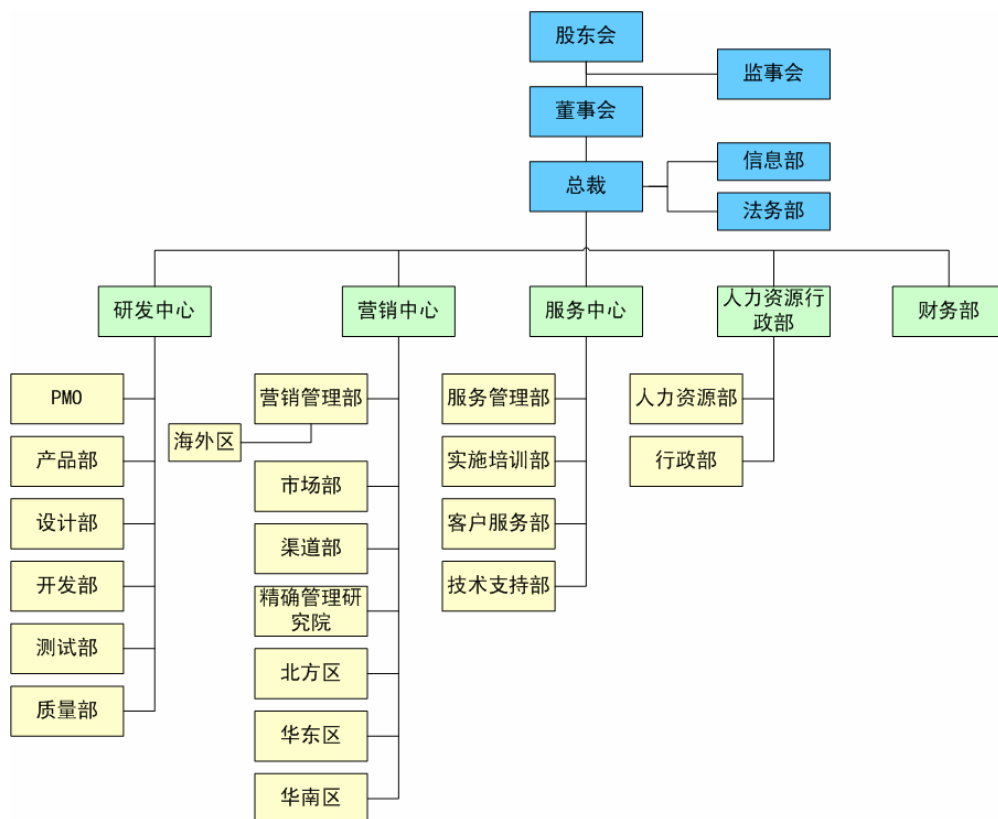 股东会
监事会
董事会
信息部
总裁
法务部
研发中心
营销中心
服务中心
人力资源行
政部
财务部
PMO
营销管理部
服务管理部
人力资源部
海外区
产品部
市场部
实施培训部
行政部
设计部
渠道部
客户服务部
开发部
精确管理研
究院
技术支持部
测试部
北方区
质量部
华东区
华南区